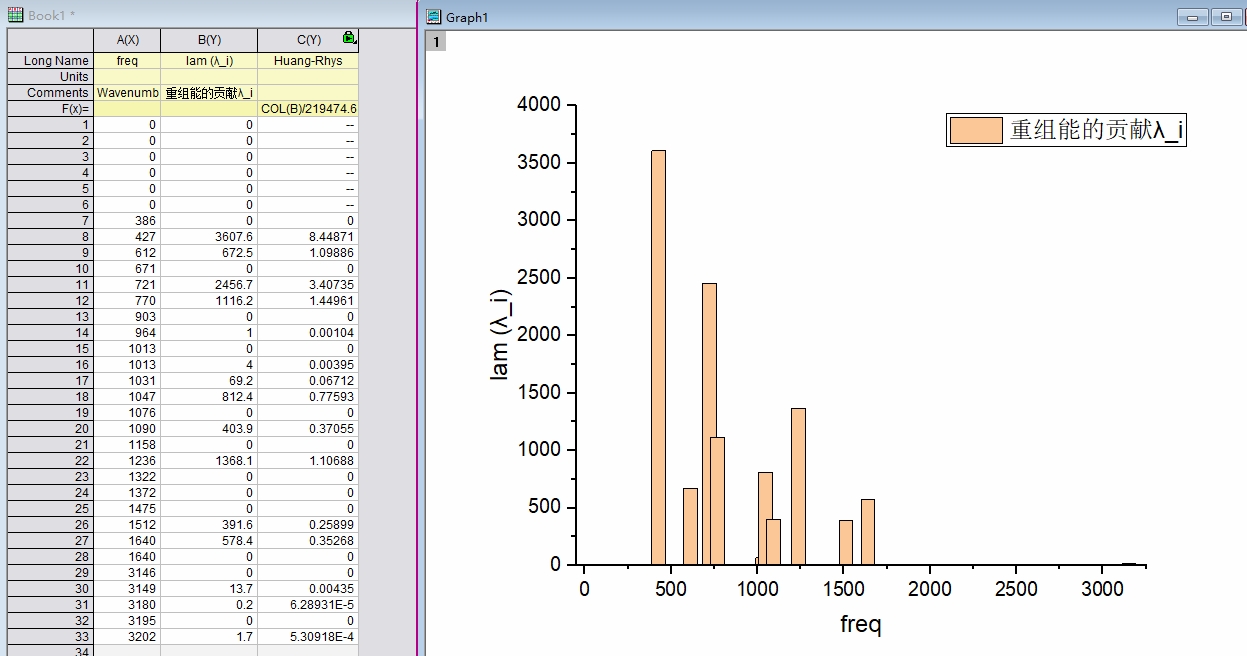 Book1 *
A(X) B(Y) C(Y)
Long Name freq lam (λ_i) Huang-Rhys
Units
Comments Wavenumb 重组能的贡献λ_i
F(x)= COL(B)/219474.6
1 0 0 --
2 0 0 --
3 0 0 --
4 0 0 --
5 0 0 --
6 0 0 --
7 386 0 0
8 427 3607.6 8.44871
9 612 672.5 1.09886
10 671 0 0
11 721 2456.7 3.40735
12 770 1116.2 1.44961
13 903 0 0
14 964 1 0.00104
15 1013 0 0
16 1013 4 0.00395
17 1031 69.2 0.06712
18 1047 812.4 0.77593
19 1076 0 0
20 1090 403.9 0.37055
21 1158 0 0
22 1236 1368.1 1.10688
23 1322 0 0
24 1372 0 0
25 1475 0 0
26 1512 391.6 0.25899
27 1640 578.4 0.35268
28 1640 0 0
29 3146 0 0
30 3149 13.7 0.00435
31 3180 0.2 6.28931E-5
32 3195 0 0
33 3202 1.7 5.30918E-4
34
Graph1
1
重组能的贡献λ_i
4000
3500
3000
2500
2000
1500
1000
500
0
lam (λ_i)
0 500 1000 1500 2000 2500 3000
freq